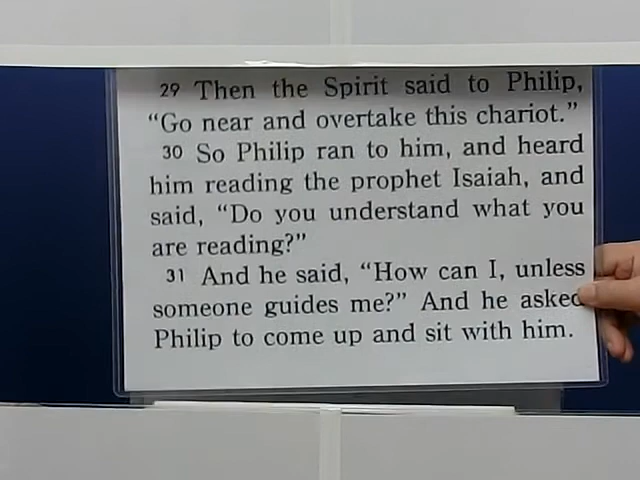 29 Then the Spirit said to Philip,
“Go near and overtake this chariot.”
30 So Philip ran to him, and heard
him reading the prophet Isaiah, and
said, “Do you understand what you
are reading?”
31 And he said, “How can I, unless
someone guides me?” And he asked
Philip to come up and sit with him.